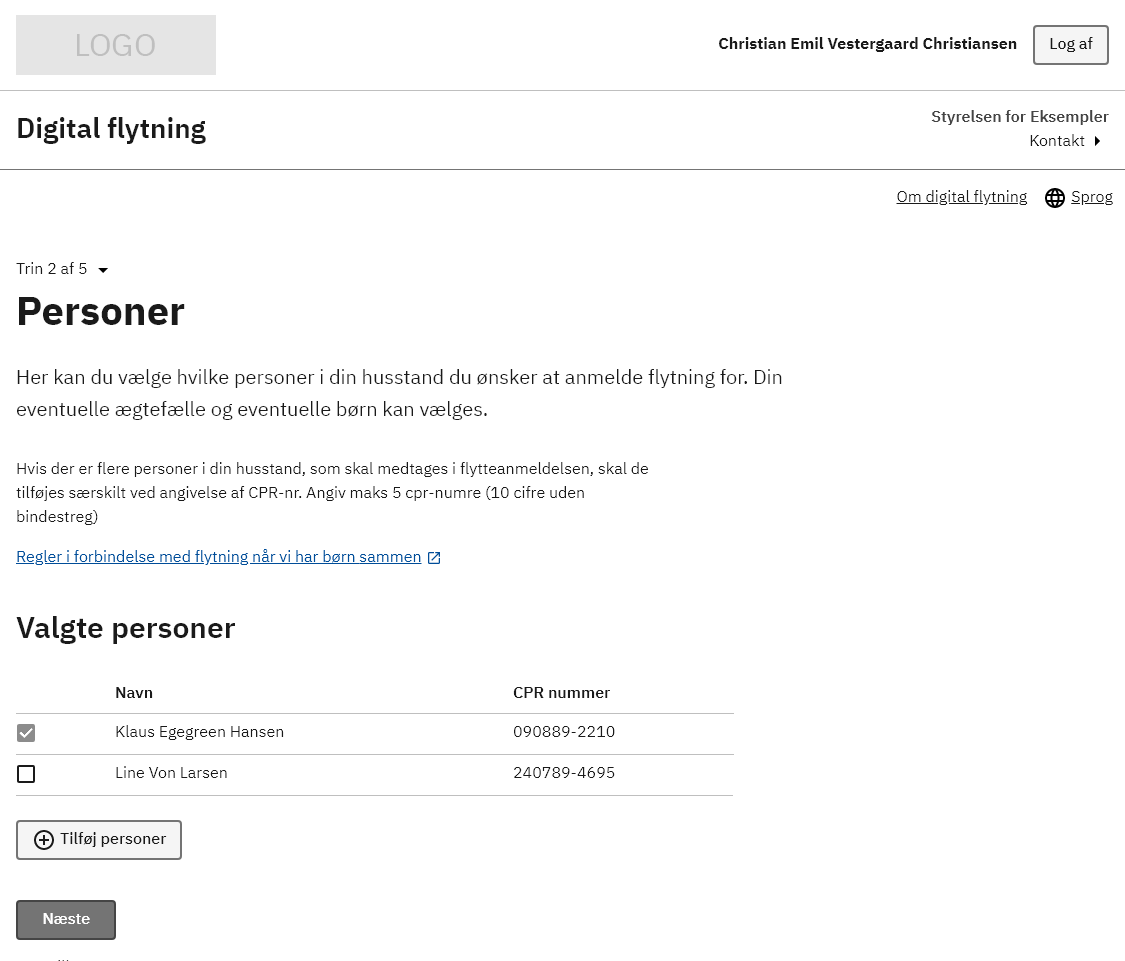 LOGO
Christian Emil Vestergaard Christiansen
Log af
Digital flytning
Styrelsen for Eksempler
Kontakt
Om digital flytning
Sprog
Trin 2 af 5
Personer
Her kan du vælge hvilke personer i din husstand du ønsker at anmelde flytning for. Din
eventuelle ægtefælle og eventuelle børn kan vælges.
Hvis der er flere personer i din husstand, som skal medtages i flytteanmeldelsen, skal de
tilføjes særskilt ved angivelse af CPR-nr. Angiv maks 5 cpr-numre (10 cifre uden
bindestreg)
Regler i forbindelse med flytning når vi har børn sammen
Valgte personer
Navn CPR nummer
Klaus Egegreen Hansen 090889-2210
Line Von Larsen 240789-4695
Tilføj personer
Næste